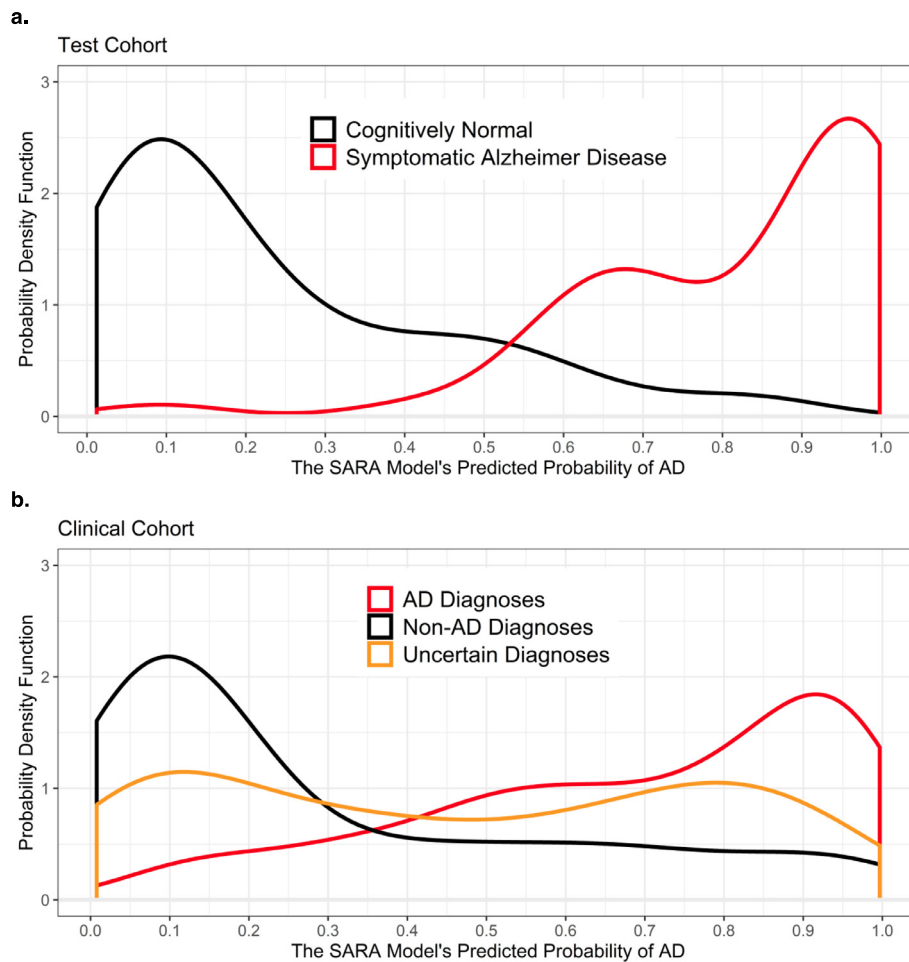 a.
Test Cohort
Probability Density Function
3
2
1
0
Cognitively Normal
Symptomatic Alzheimer Disease
0.0 0.1 0.2 0.3 0.4 0.5 0.6 0.7 0.8 0.9 1.0
The SARA Model's Predicted Probability of AD
b.
Clinical Cohort
Probability Density Function
3
2
1
0
AD Diagnoses
Non-AD Diagnoses
Uncertain Diagnoses
0.0 0.1 0.2 0.3 0.4 0.5 0.6 0.7 0.8 0.9 1.0
The SARA Model's Predicted Probability of AD